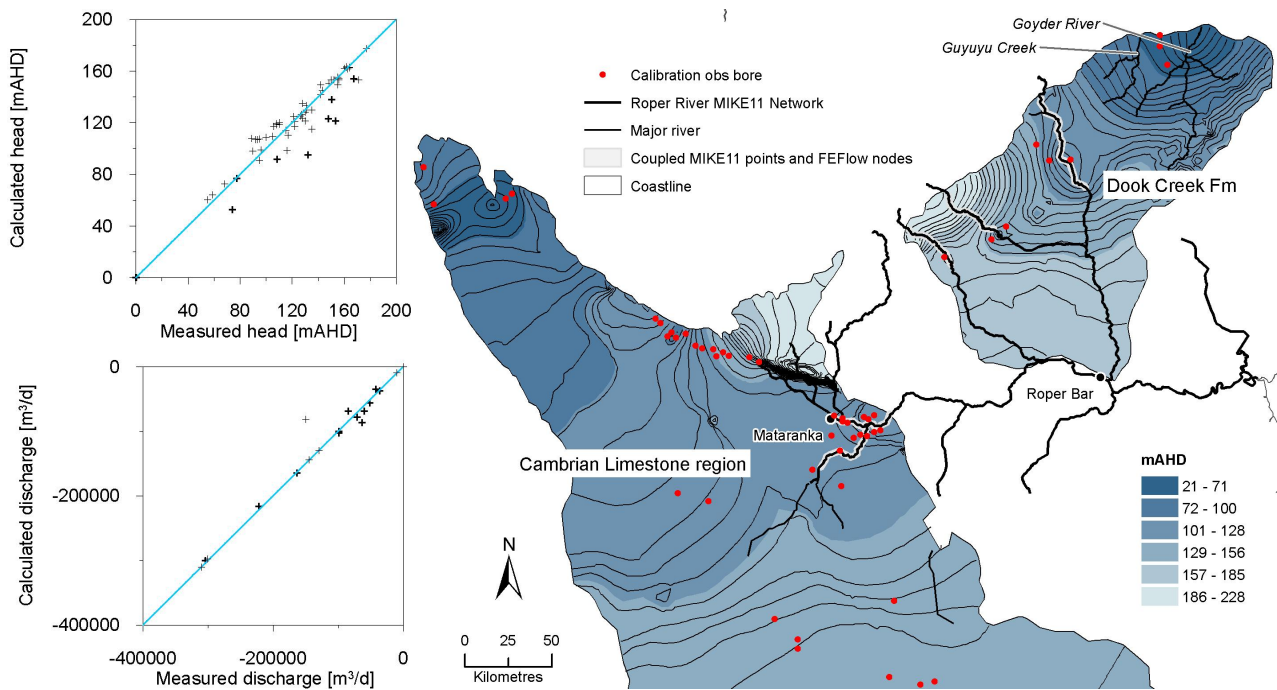 200
160
120
80
40
0
Calculated head [mAHD]
0
40
80
120
160
200
Measured head [mAHD]
0
-200000
-400000
Calculated discharge [m³/d]
-400000
-200000
0
Measured discharge [m³/d]
Calibration obs bore
Roper River MIKE11 Network
Major river
Coupled MIKE11 points and FEFlow nodes
Coastline
Goyder River
Guyuyu Creek
Dook Creek Fm
Roper Bar
Mataranka
Cambrian Limestone region
N
0 25 50
Kilometres
mAHD
21 - 71
72 - 100
101 - 128
129 - 156
157 - 185
186 - 228